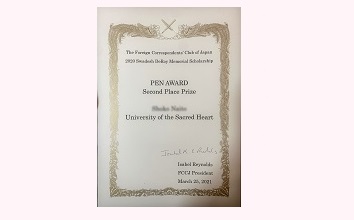 The Foreign Correspondents' Club of Japan
2020 Swadesh DeRoy Memorial Scholarship
PEN AWARD
Second Place Prize
University of the Sacred Heart
Isabel Reynolds
FCCJ President
March 25, 2021